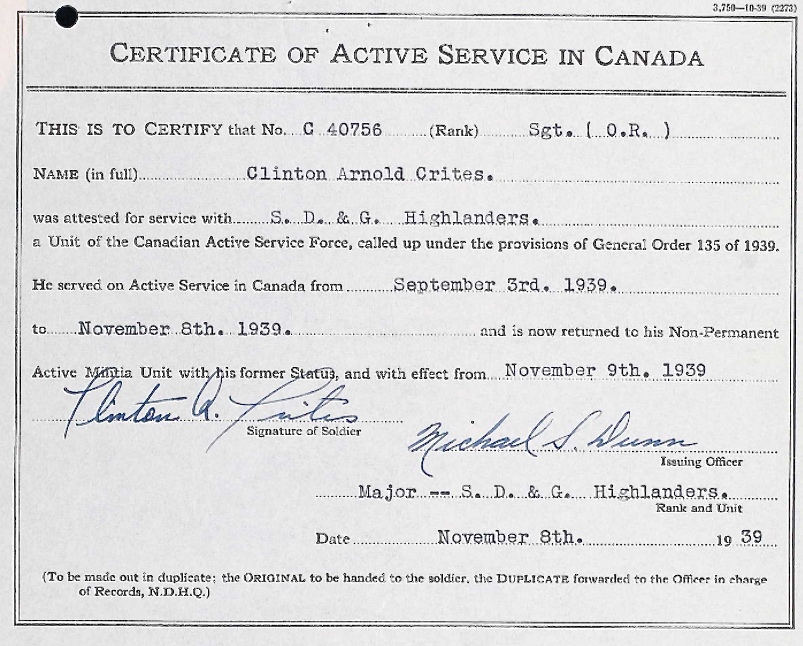 3,750—10-39 (2273)
CERTIFICATE OF ACTIVE SERVICE IN CANADA
THIS IS TO CERTIFY that No. C 40756 (Rank) Sgt. ( O.R. )
NAME (in full) Clinton Arnold Crites.
was attested for service with S. D. & G. Highlanders.
a Unit of the Canadian Active Service Force, called up under the provisions of General Order 135 of 1939.
He served on Active Service in Canada from September 3rd. 1939.
to November 8th. 1939. and is now returned to his Non-Permanent
Active Militia Unit with his former Status, and with effect from November 9th. 1939
Clinton A. Crites
Signature of Soldier
Michael S. Dunn
Issuing Officer
Major -- S. D. & G. Highlanders.
Rank and Unit
Date November 8th. 19 39
(To be made out in duplicate; the ORIGINAL to be handed to the soldier, the DUPLICATE forwarded to the Officer in charge
of Records, N.D.H.Q.)